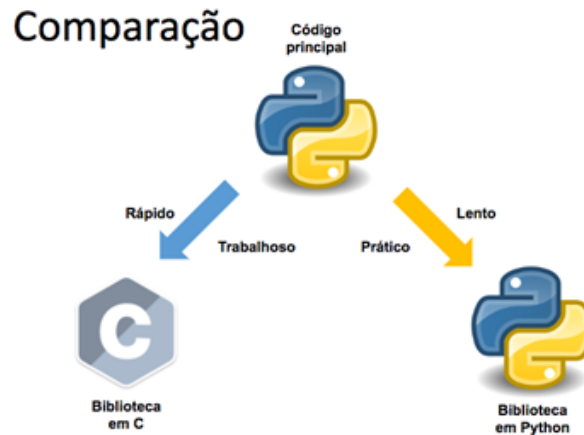 Comparação
Código
principal
Rápido
Lento
Trabalhoso
Prático
C
Biblioteca
em C
Biblioteca
em Python